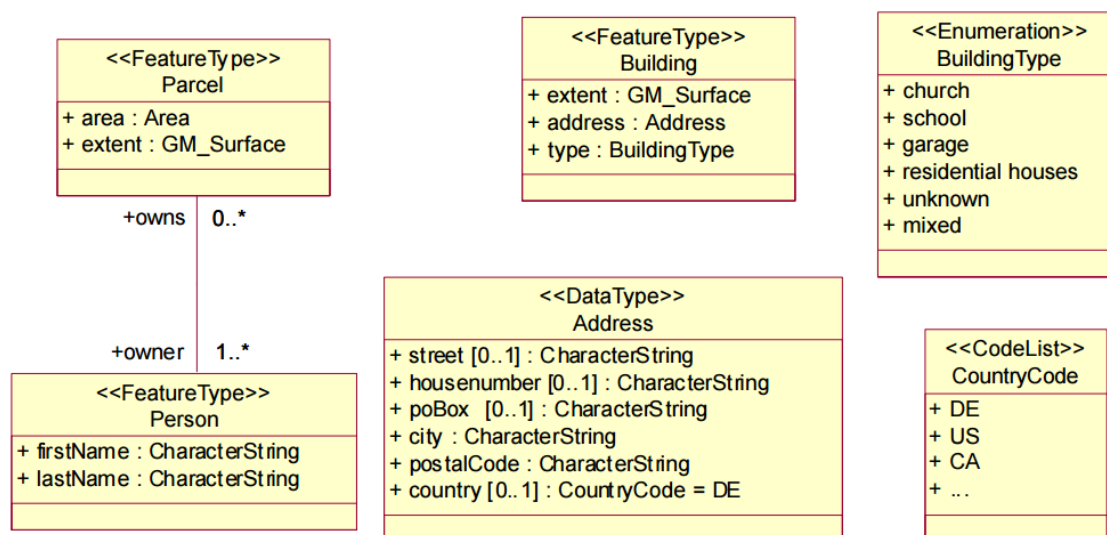 <<FeatureType>>
Parcel
+ area : Area
+ extent : GM_Surface
+owns 0..*
+owner 1..*
<<FeatureType>>
Person
+ firstName : CharacterString
+ lastName : CharacterString
<<FeatureType>>
Building
+ extent : GM_Surface
+ address : Address
+ type : BuildingType
<<Enumeration>>
BuildingType
+ church
+ school
+ garage
+ residential houses
+ unknown
+ mixed
<<DataType>>
Address
+ street [0..1] : CharacterString
+ housenumber [0..1] : CharacterString
+ poBox [0..1] : CharacterString
+ city : CharacterString
+ postalCode : CharacterString
+ country [0..1] : CountryCode = DE
<<CodeList>>
CountryCode
+ DE
+ US
+ CA
+ ...